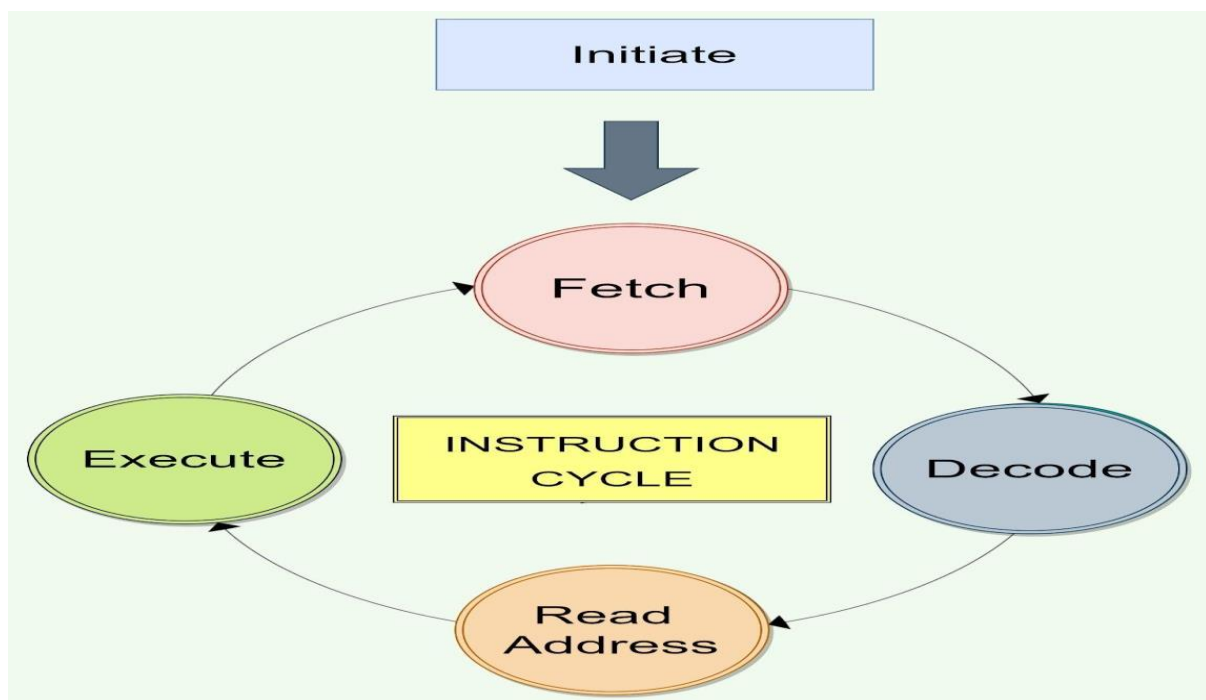 Initiate
Fetch
Execute
INSTRUCTION
CYCLE
Decode
Read
Address